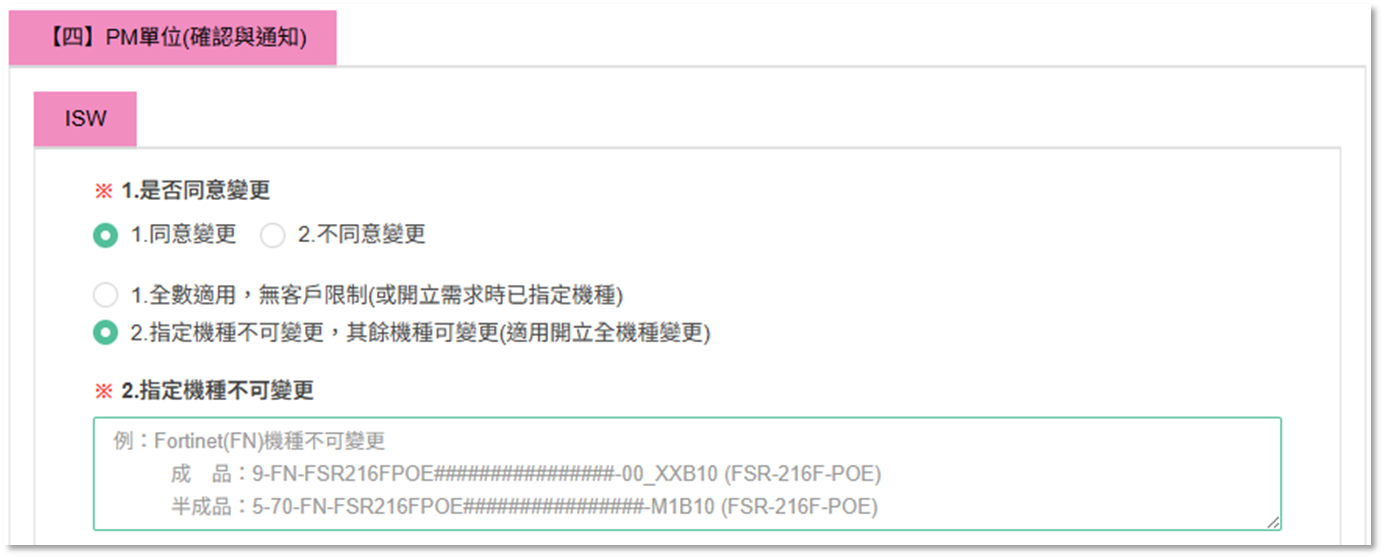 【四】PM單位(確認與通知)
ISW
※ 1.是否同意變更
1.同意變更 2.不同意變更
1.全數適用，無客戶限制(或開立需求時已指定機種)
2.指定機種不可變更，其餘機種可變更(適用開立全機種變更)
※ 2.指定機種不可變更
例：Fortinet(FN)機種不可變更
成　品：9-FN-FSR216FPOE################-00_XXB10 (FSR-216F-POE)
半成品：5-70-FN-FSR216FPOE################-M1B10 (FSR-216F-POE)